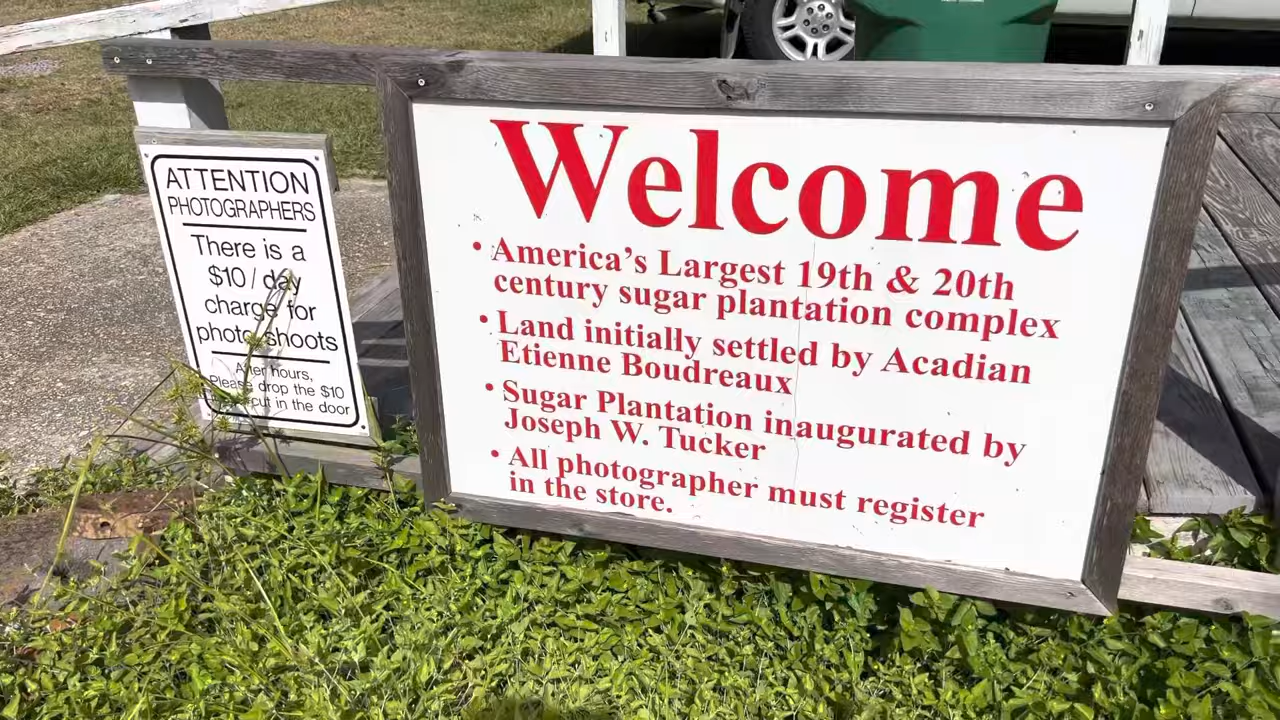 ATTENTION
PHOTOGRAPHERS
There is a
$10 / day
charge for
photo shoots
After hours,
Please drop the $10
cut in the door
Welcome
• America's Largest 19th & 20th
century sugar plantation complex
• Land initially settled by Acadian
Etienne Boudreaux
• Sugar Plantation inaugurated by
Joseph W. Tucker
• All photographer must register
in the store.